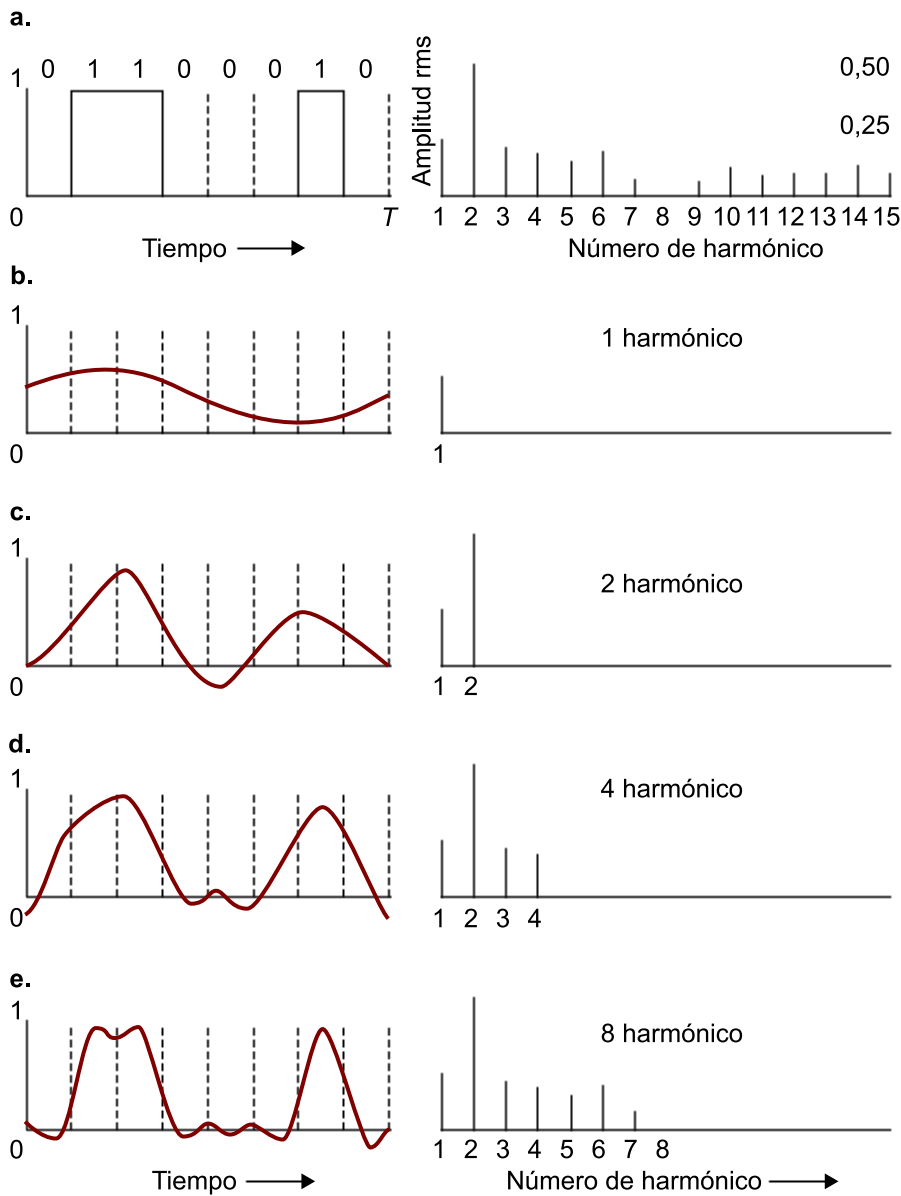 a.
1
0 1 1 0 0 0 1 0
0
T
Tiempo
Amplitud rms
0,50
0,25
1 2 3 4 5 6 7 8 9 10 11 12 13 14 15
Número de harmónico
b.
1
0
1 harmónico
1
c.
1
0
2 harmónico
1 2
d.
1
0
4 harmónico
1 2 3 4
e.
1
0
8 harmónico
1 2 3 4 5 6 7 8
Tiempo
Número de harmónico